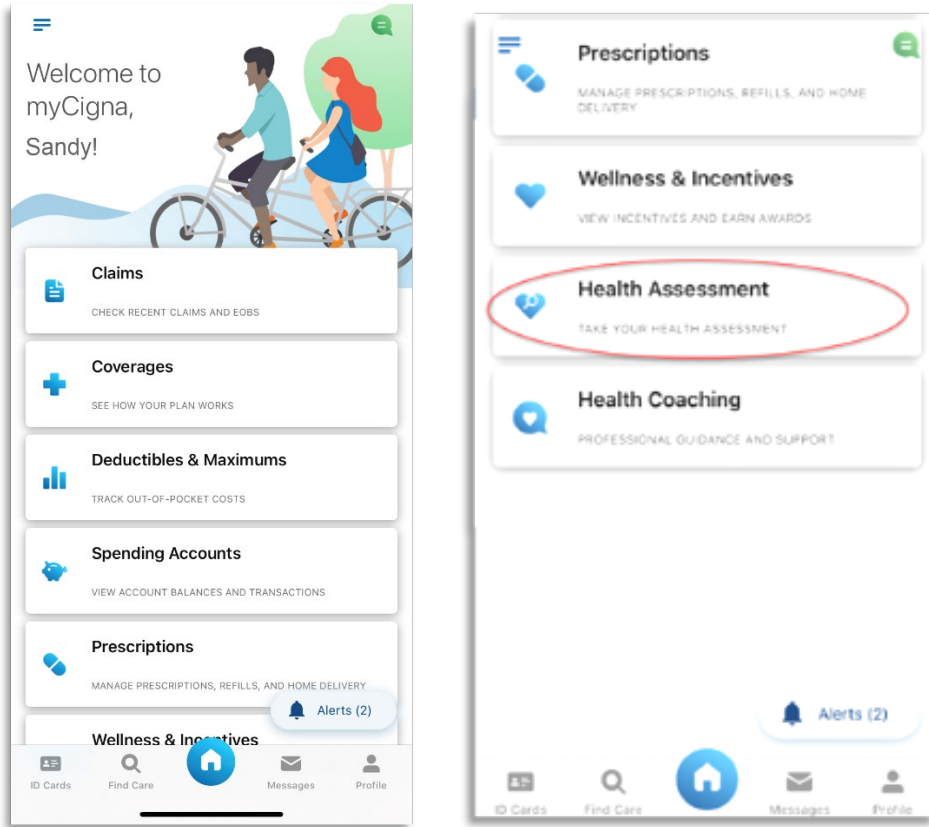 Welcome to
myCigna,
Sandy!
Claims
CHECK RECENT CLAIMS AND EOBS
Coverages
SEE HOW YOUR PLAN WORKS
Deductibles & Maximums
TRACK OUT-OF-POCKET COSTS
Spending Accounts
VIEW ACCOUNT BALANCES AND TRANSACTIONS
Prescriptions
MANAGE PRESCRIPTIONS, REFILLS, AND HOME DELIVERY
Alerts (2)
Wellness & Incentives
ID Cards Find Care Messages Profile
Prescriptions
MANAGE PRESCRIPTIONS, REFILLS, AND HOME
DELIVERY
Wellness & Incentives
VIEW INCENTIVES AND EARN AWARDS
Health Assessment
TAKE YOUR HEALTH ASSESSMENT
Health Coaching
PROFESSIONAL GUIDANCE AND SUPPORT
Alerts (2)
ID Cards Find Care Messages Profile